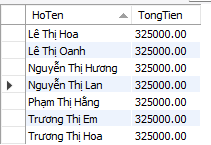 HoTen TongTien
Lê Thị Hoa 325000.00
Lê Thị Oanh 325000.00
Nguyễn Thị Hương 325000.00
Nguyễn Thị Lan 325000.00
Phạm Thị Hằng 325000.00
Trương Thị Em 325000.00
Trương Thị Hoa 325000.00